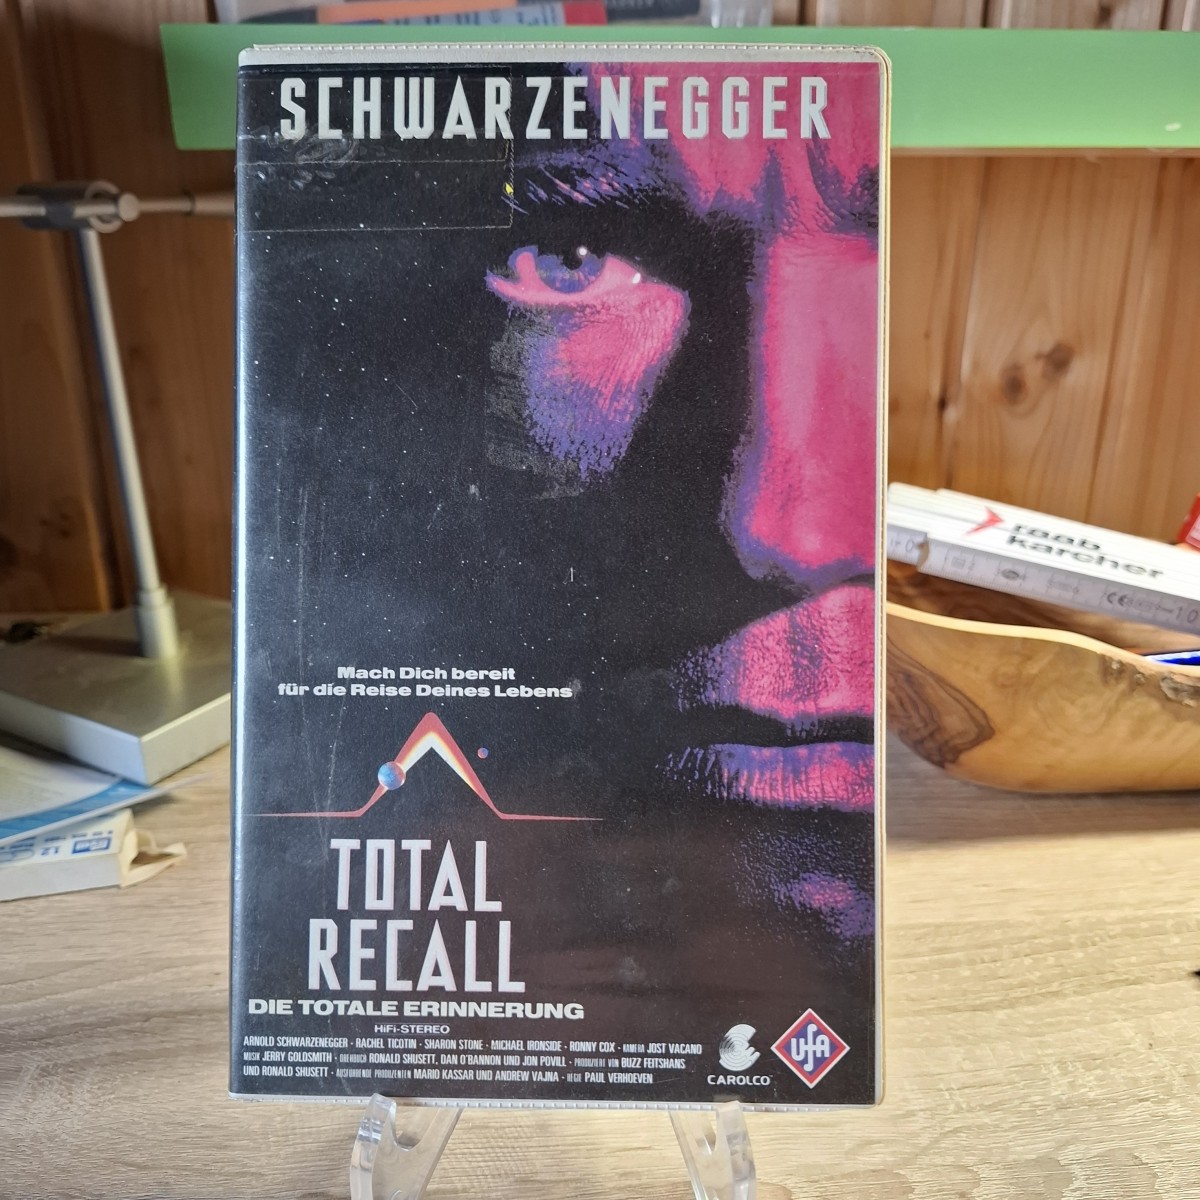 SCHWARZENEGGER
Mach Dich bereit
für die Reise Deines Lebens
TOTAL
RECALL
DIE TOTALE ERINNERUNG
HiFi-STEREO
ARNOLD SCHWARZENEGGER · RACHEL TICOTIN · SHARON STONE · MICHAEL IRONSIDE · RONNY COX · KAMERA JOST VACANO
MUSIK JERRY GOLDSMITH · DREHBUCH RONALD SHUSETT, DAN O'BANNON UND JON POVILL · PRODUZIERT VON BUZZ FEITSHANS
UND RONALD SHUSETT · AUSFÜHRENDE PRODUZENTEN MARIO KASSAR UND ANDREW VAJNA · REGIE PAUL VERHOEVEN
CAROLCO
UFA
raab
karcher